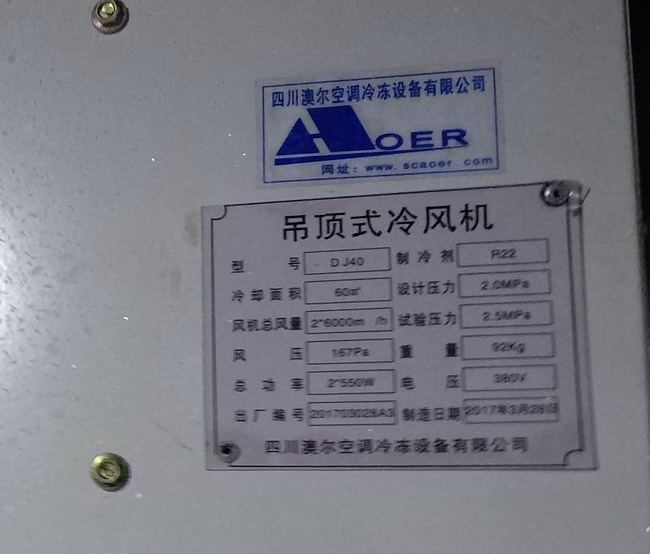 四川澳尔空调冷冻设备有限公司
AOER
网址：www.scaoer.com
吊顶式冷风机
型号 DJ40 制冷剂 R22
冷却面积 60㎡ 设计压力 2.0MPa
风机总风量 2*6000m /h 试验压力 2.5MPa
风压 167Pa 重量 92Kg
总功率 2*550W 电压 380V
出厂编号 201703028A3 制造日期 2017年3月28日
四川澳尔空调冷冻设备有限公司